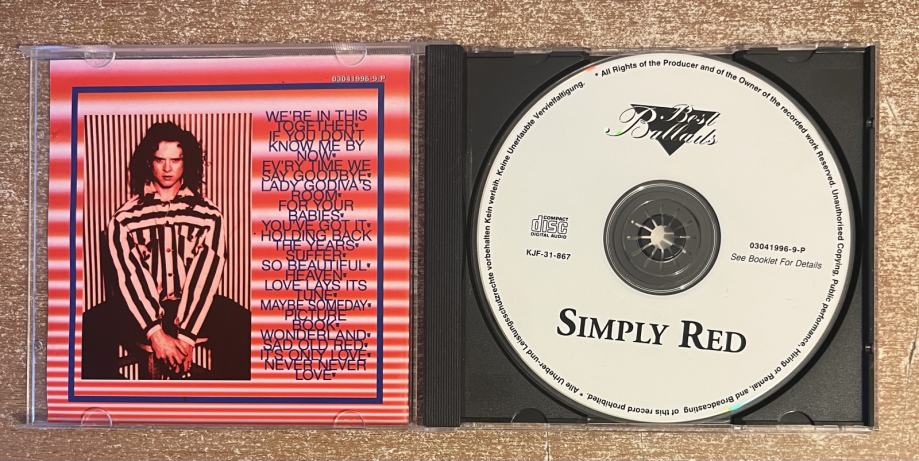 03041996-9-P
WE'RE IN THIS
TOGETHER
IF YOU DON'T
KNOW ME BY
NOW
EV'RY TIME WE
SAY GOODBYE
LADY GODIVA'S
ROOM
FOR YOUR
BABIES
YOU'VE GOT IT
HOLDING BACK
THE YEARS
SUFFER
SO BEAUTIFUL
HEAVEN
LOVE LAYS ITS
TUNE
MAYBE SOMEDAY
PICTURE
BOOK
WONDERLAND
SAD OLD RED
IT'S ONLY LOVE
NEVER NEVER
LOVE
* All Rights of the Producer and of the Owner of the recorded work Reserved. Unauthorised Copying, Public performance, Hiring or Rental, and Broadcasting of this record prohibited. * Alle Urheber-und Leistungsschutzrechte vorbehalten Kein verleih. Keine Unerlaubte Vervielfaltigung.
Best
Ballads
COMPACT
disc
DIGITAL AUDIO
KJF-31-867
03041996-9-P
See Booklet For Details
SIMPLY RED